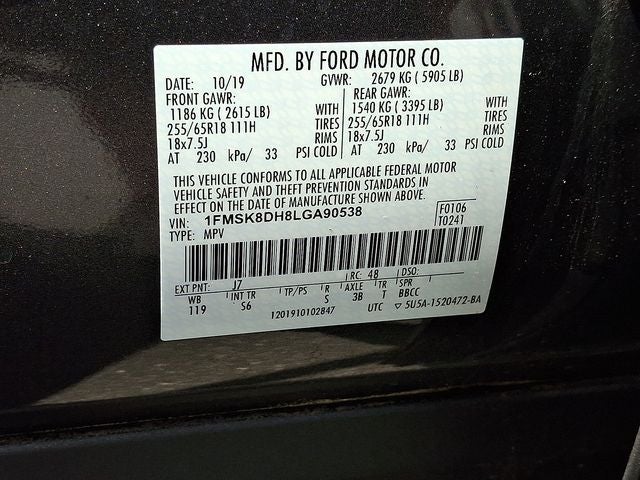 MFD. BY FORD MOTOR CO.
DATE: 10/19 GVWR: 2679 KG ( 5905 LB)
FRONT GAWR: REAR GAWR:
1186 KG ( 2615 LB) WITH 1540 KG ( 3395 LB) WITH
255/65R18 111H TIRES 255/65R18 111H TIRES
18x7.5J RIMS 18x7.5J RIMS
AT 230 kPa/ 33 PSI COLD AT 230 kPa/ 33 PSI COLD
THIS VEHICLE CONFORMS TO ALL APPLICABLE FEDERAL MOTOR
VEHICLE SAFETY AND THEFT PREVENTION STANDARDS IN
EFFECT ON THE DATE OF MANUFACTURE SHOWN ABOVE.
VIN: 1FMSK8DH8LGA90538 F0106
TYPE: MPV T0241
EXT PNT: J7 RC: 48 DSO:
WB INT TR TP/PS R AXLE TR SPR
119 S6 S 3B T BBCC
1201910102847 UTC ▽ 5U5A-1520472-BA